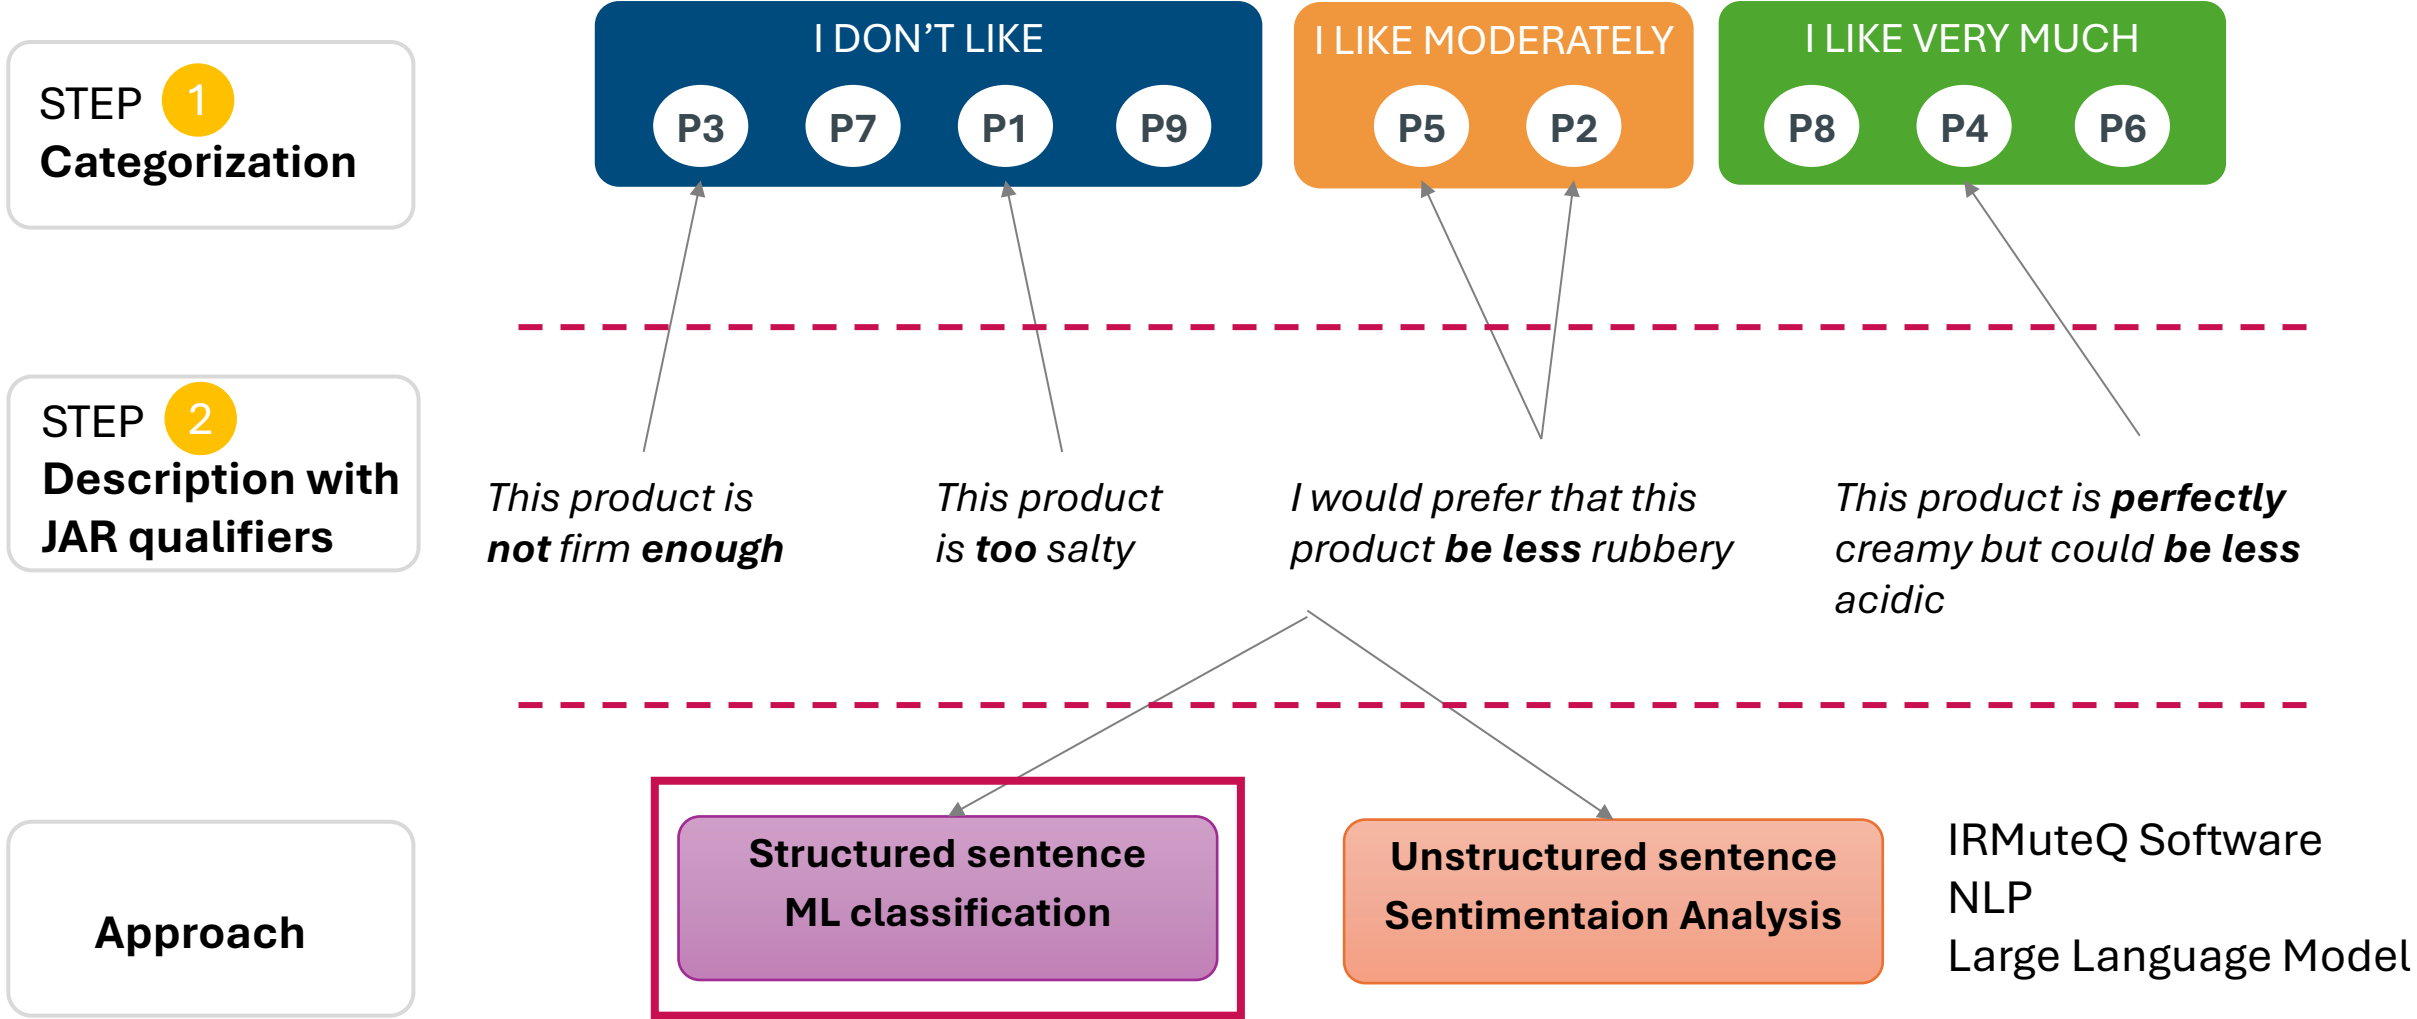 STEP 1
Categorization
I DON'T LIKE
P3 P7 P1 P9
I LIKE MODERATELY
P5 P2
I LIKE VERY MUCH
P8 P4 P6
STEP 2
Description with
JAR qualifiers
This product is
not firm enough
This product
is too salty
I would prefer that this
product be less rubbery
This product is perfectly
creamy but could be less
acidic
Approach
Structured sentence
ML classification
Unstructured sentence
Sentimentaion Analysis
IRMuteQ Software
NLP
Large Language Model